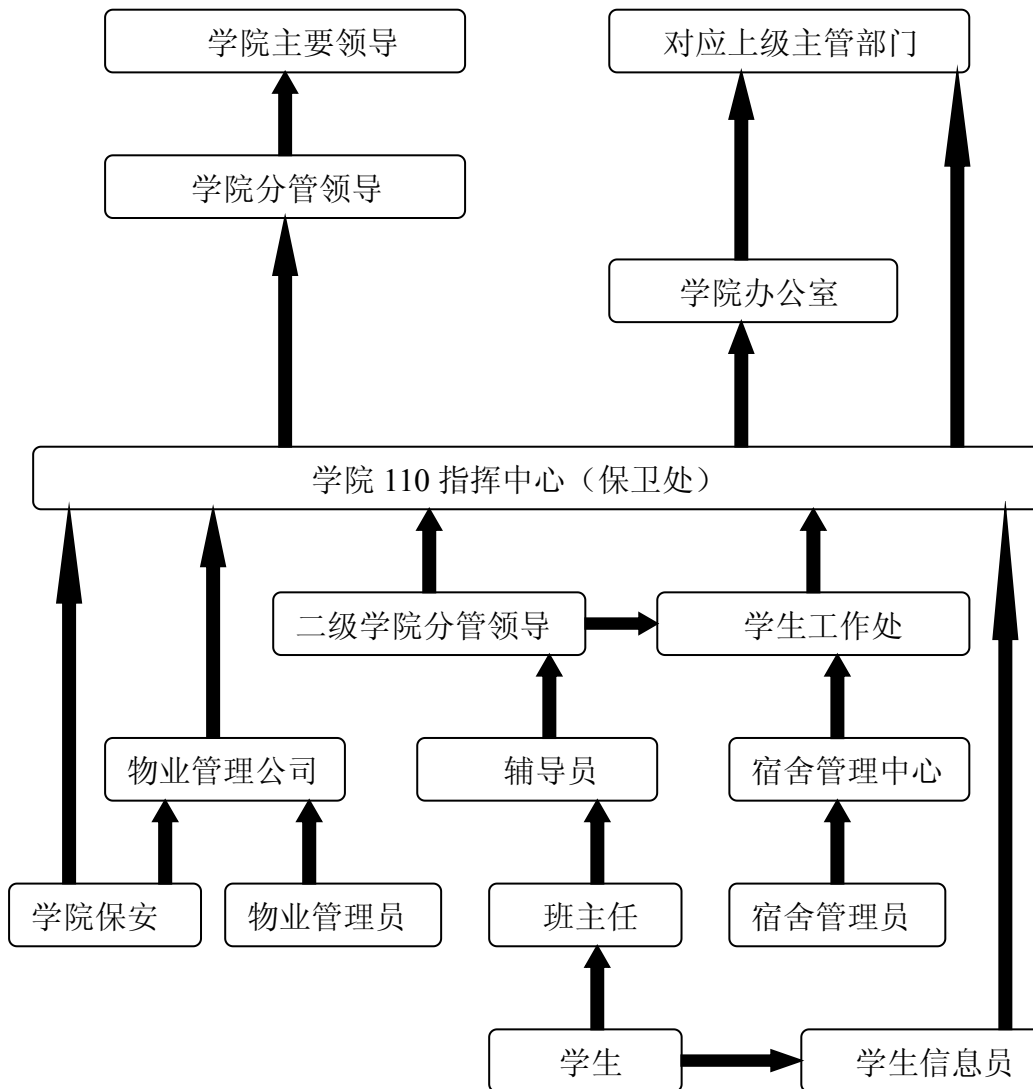 学院主要领导
对应上级主管部门
学院分管领导
学院办公室
学院 110 指挥中心（保卫处）
二级学院分管领导
学生工作处
物业管理公司
辅导员
宿舍管理中心
学院保安
物业管理员
班主任
宿舍管理员
学生
学生信息员